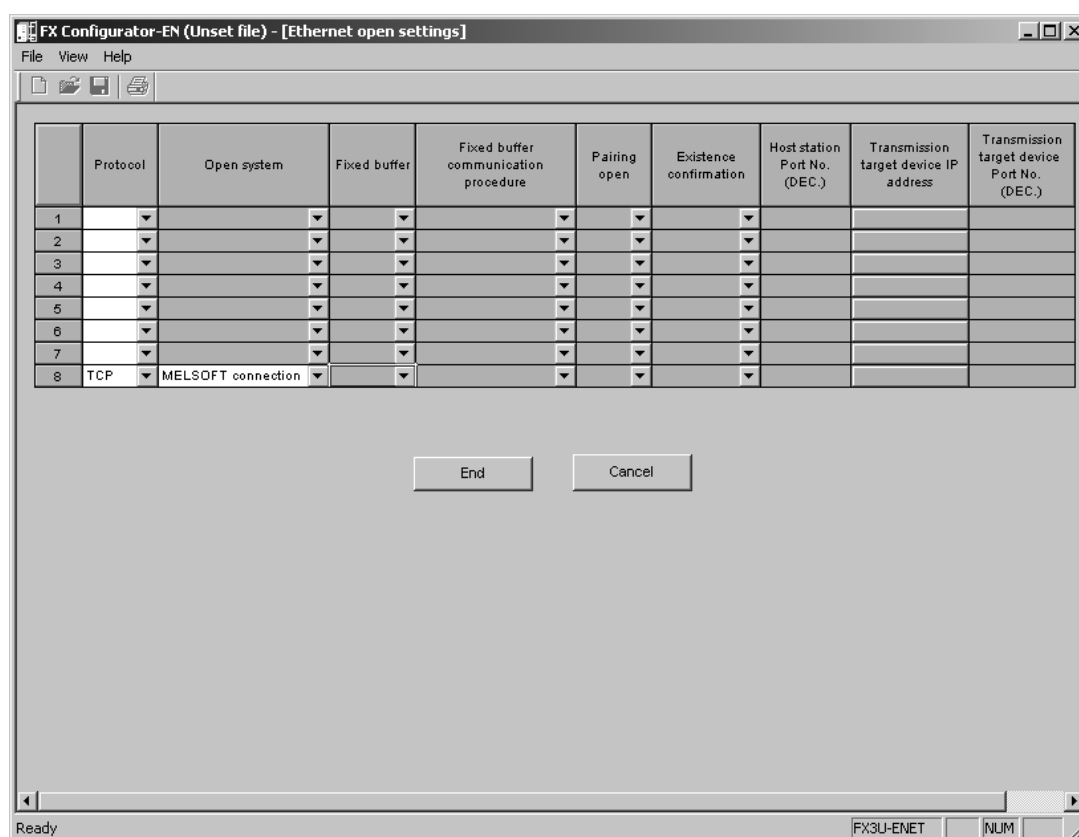 FX Configurator-EN (Unset file) - [Ethernet open settings]
File View Help
Protocol
Open system
Fixed buffer
Fixed buffer
communication
procedure
Pairing
open
Existence
confirmation
Host station
Port No.
(DEC.)
Transmission
target device IP
address
Transmission
target device
Port No.
(DEC.)
1
2
3
4
5
6
7
8 TCP MELSOFT connection
End Cancel
Ready FX3U-ENET NUM